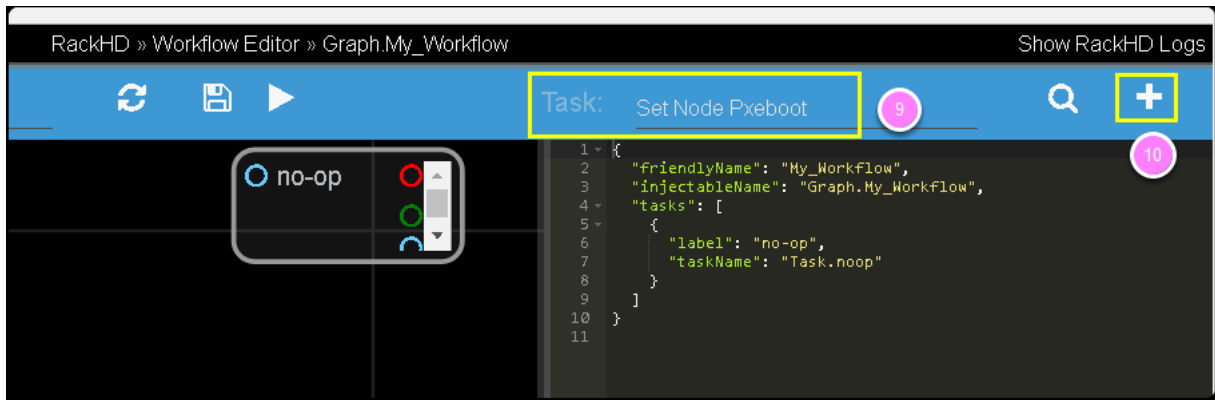 RackHD » Workflow Editor » Graph.My_Workflow Show RackHD Logs
Task: Set Node Pxeboot 9
10
no-op
1 {
2 "friendlyName": "My_Workflow",
3 "injectableName": "Graph.My_Workflow",
4 "tasks": [
5 {
6 "label": "no-op",
7 "taskName": "Task.noop"
8 }
9 ]
10 }
11